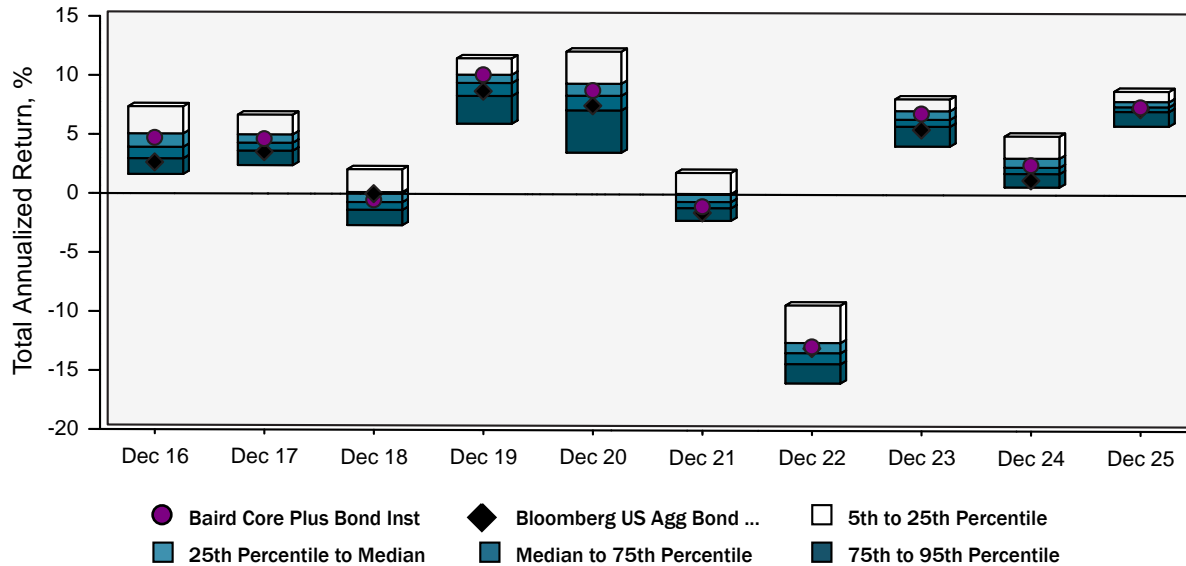 Total Annualized Return, %
15
10
5
0
-5
-10
-15
-20
Dec 16 Dec 17 Dec 18 Dec 19 Dec 20 Dec 21 Dec 22 Dec 23 Dec 24 Dec 25
Baird Core Plus Bond Inst Bloomberg US Agg Bond ... 5th to 25th Percentile
25th Percentile to Median Median to 75th Percentile 75th to 95th Percentile